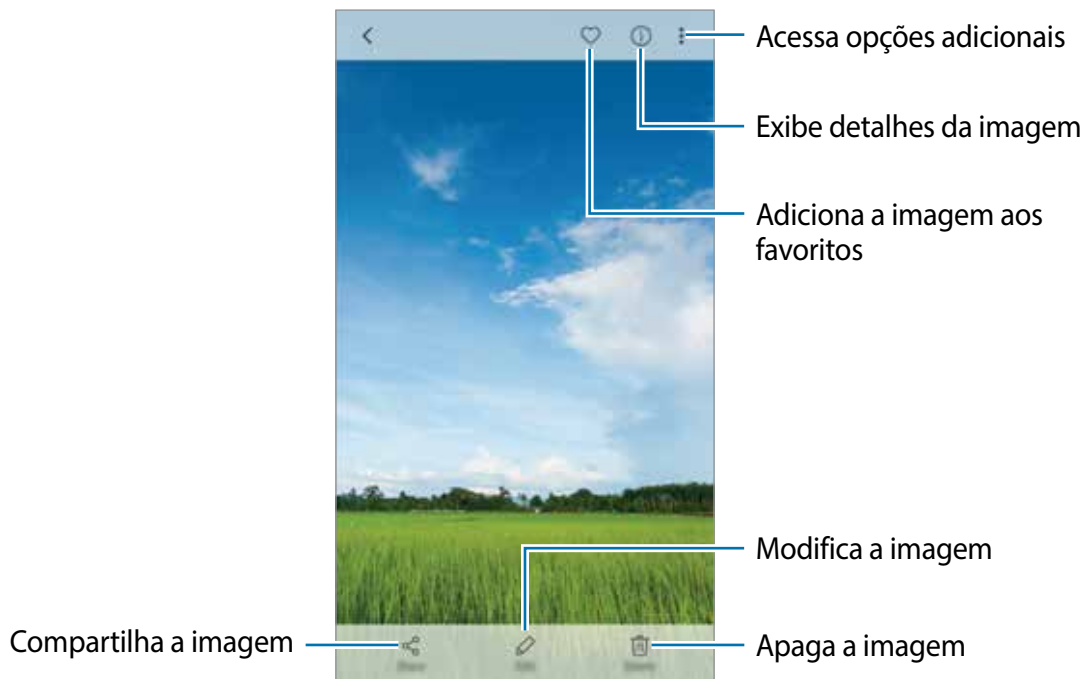 Acessa opções adicionais
Exibe detalhes da imagem
Adiciona a imagem aos
favoritos
Modifica a imagem
Compartilha a imagem
Apaga a imagem